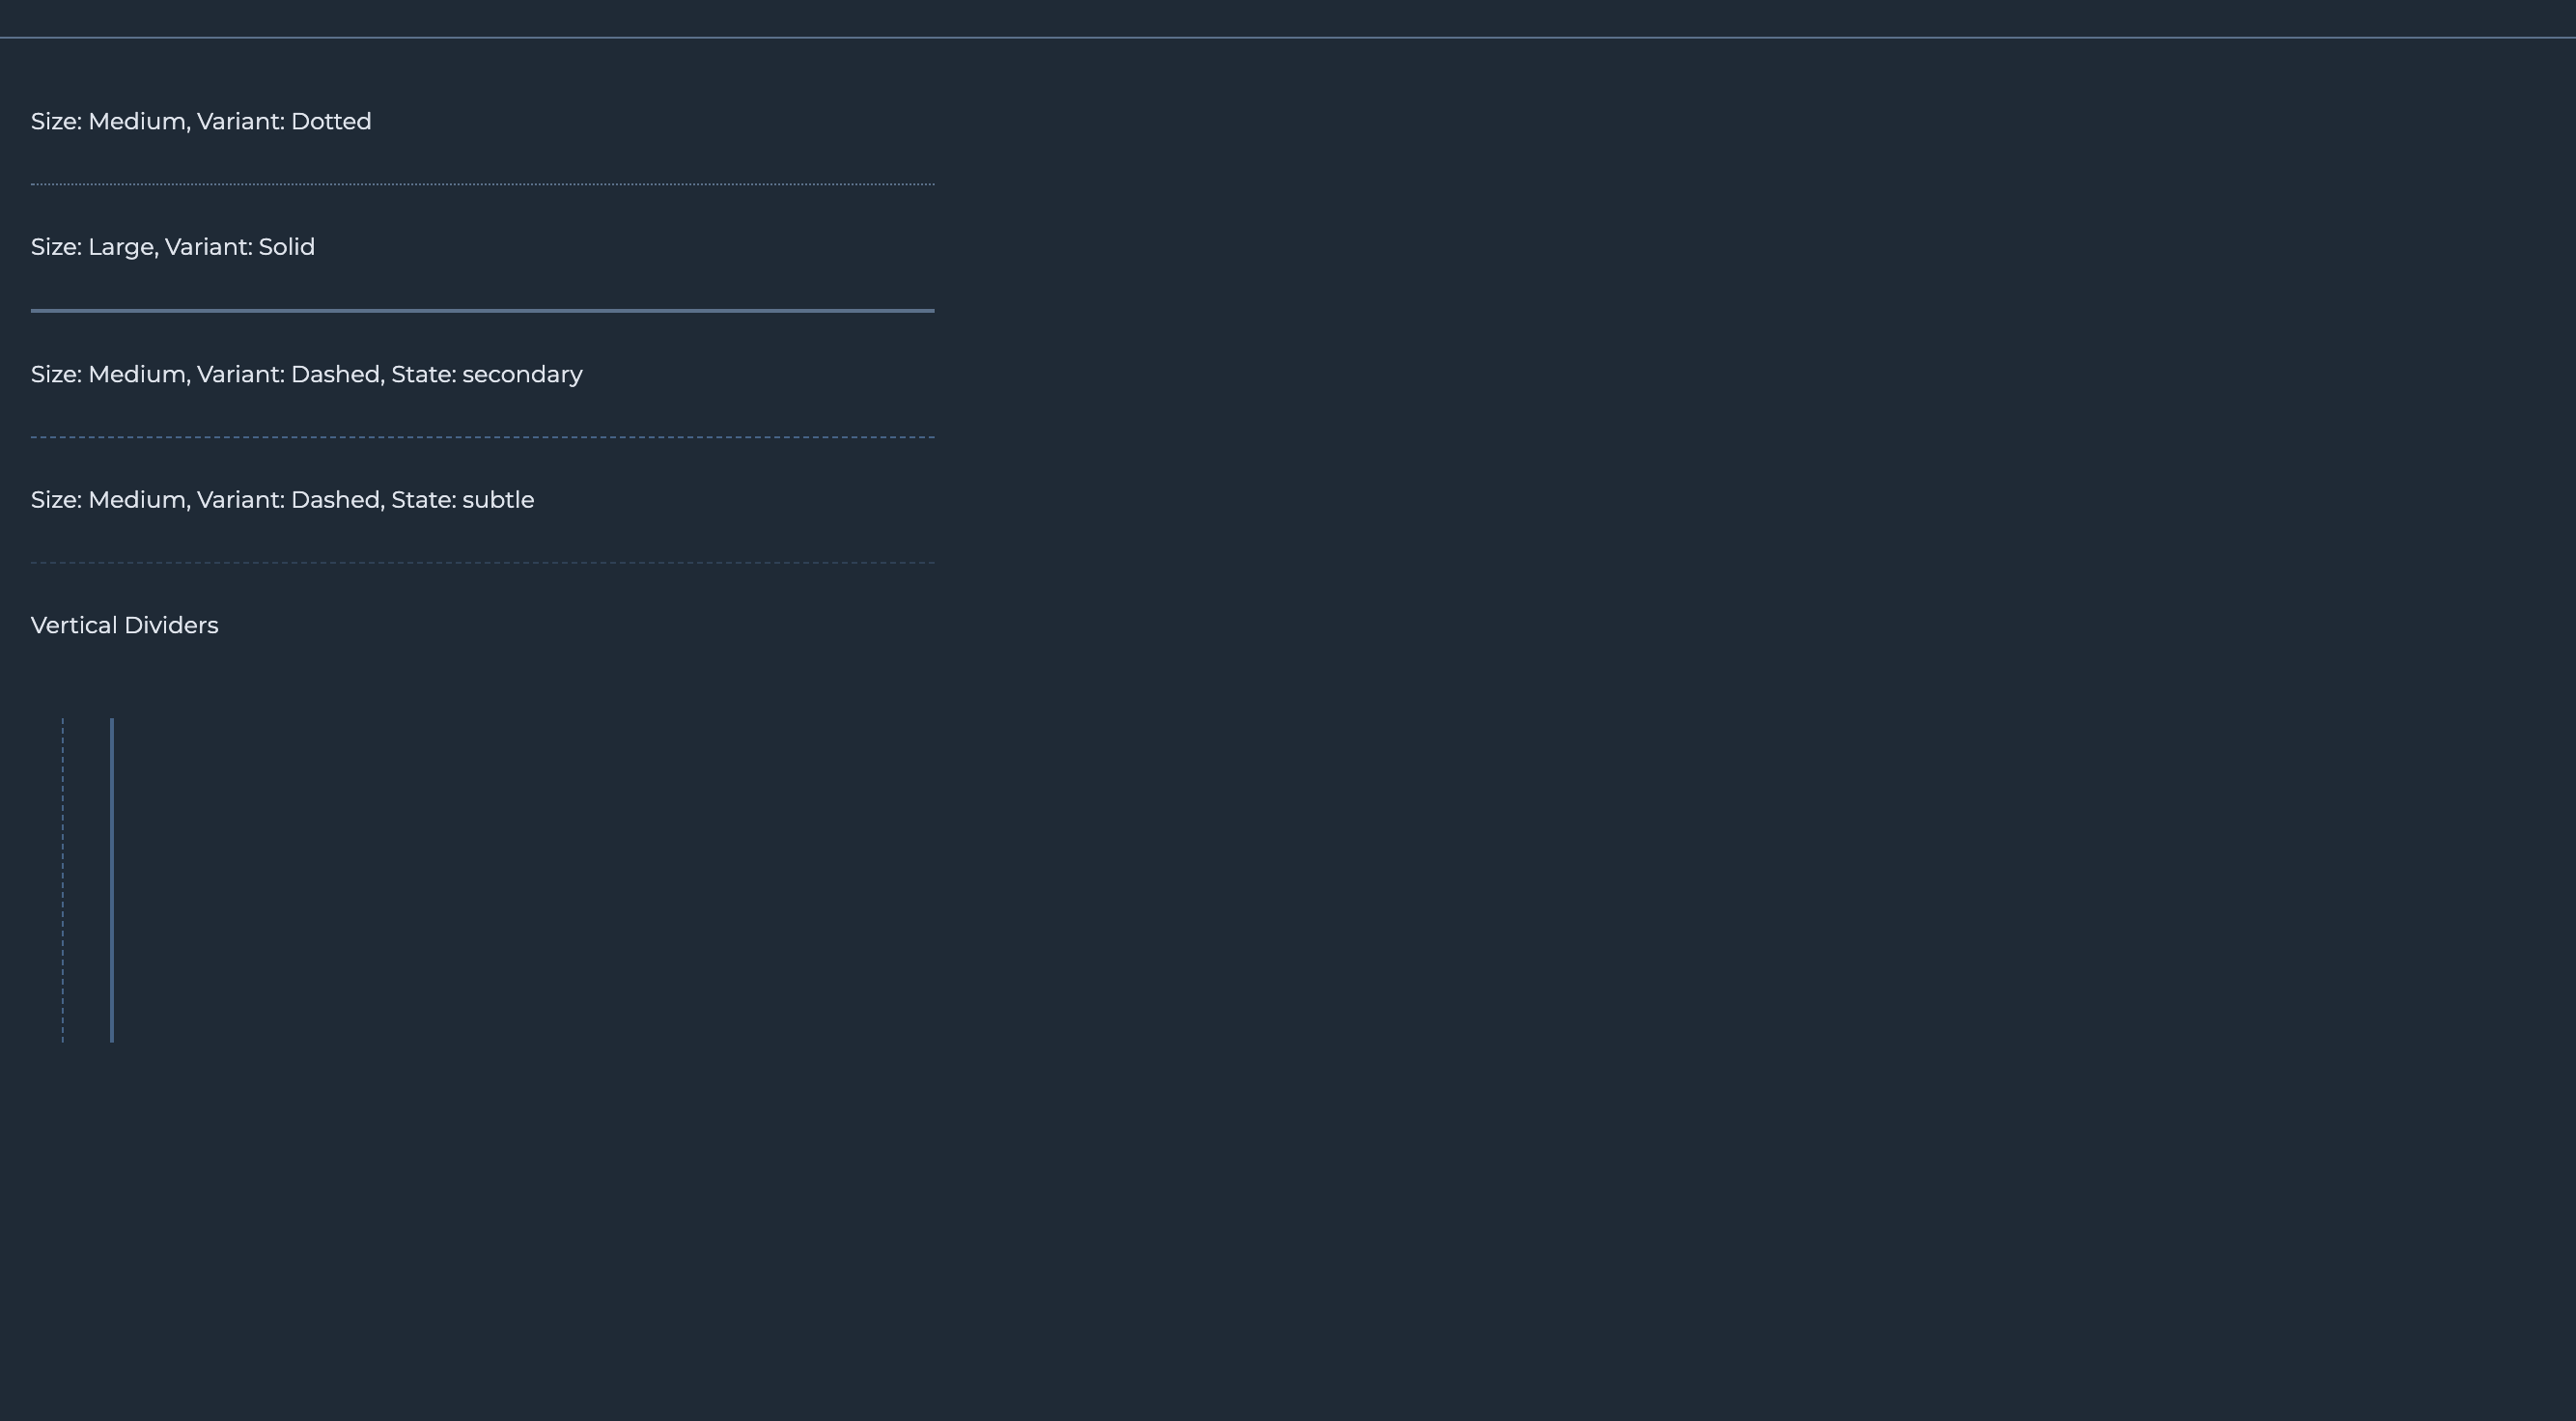 Size: Medium, Variant: Dotted
Size: Large, Variant: Solid
Size: Medium, Variant: Dashed, State: secondary
Size: Medium, Variant: Dashed, State: subtle
Vertical Dividers